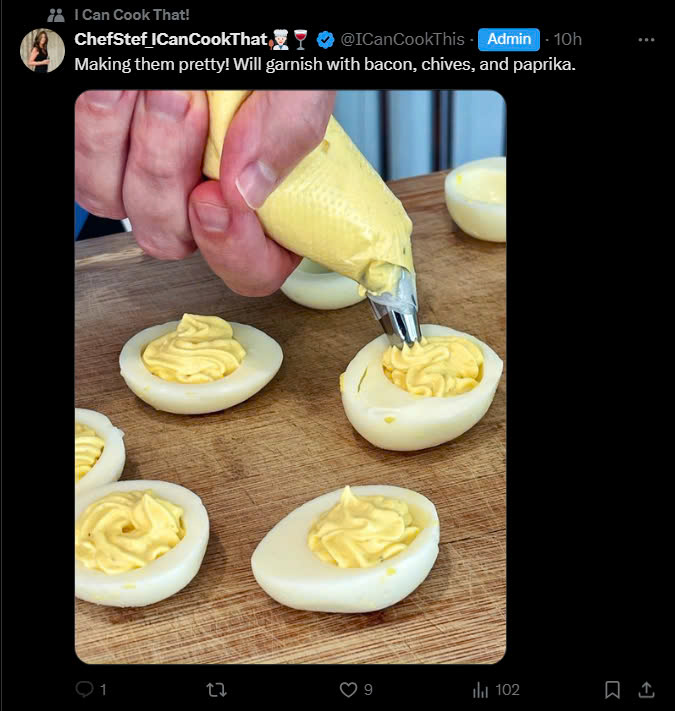 I Can Cook That!
ChefStef_ICanCookThat👩🏻‍🍳🍷 @ICanCookThis · Admin · 10h
Making them pretty! Will garnish with bacon, chives, and paprika.
1 9 102